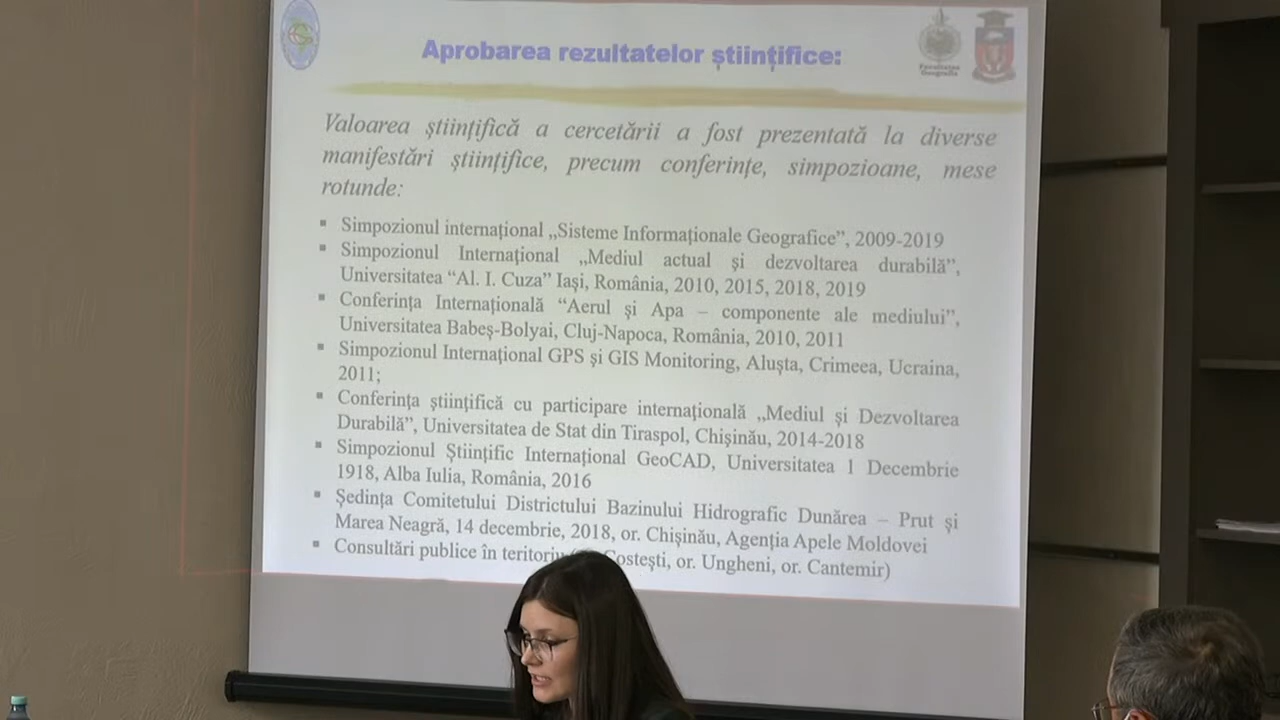 Aprobarea rezultatelor științifice:
Facultatea
Geografie
Valoarea științifică a cercetării a fost prezentată la diverse
manifestări științifice, precum conferințe, simpozioane, mese
rotunde:
▪ Simpozionul internațional „Sisteme Informaționale Geografice”, 2009-2019
▪ Simpozionul Internațional „Mediul actual și dezvoltarea durabilă”,
Universitatea “Al. I. Cuza” Iași, România, 2010, 2015, 2018, 2019
▪ Conferința Internațională “Aerul și Apa – componente ale mediului”,
Universitatea Babeș-Bolyai, Cluj-Napoca, România, 2010, 2011
▪ Simpozionul Internațional GPS și GIS Monitoring, Alușta, Crimeea, Ucraina,
2011;
▪ Conferința științifică cu participare internațională „Mediul și Dezvoltarea
Durabilă”, Universitatea de Stat din Tiraspol, Chișinău, 2014-2018
▪ Simpozionul Științific Internațional GeoCAD, Universitatea 1 Decembrie
1918, Alba Iulia, România, 2016
▪ Ședința Comitetului Districtului Bazinului Hidrografic Dunărea – Prut și
Marea Neagră, 14 decembrie, 2018, or. Chișinău, Agenția Apele Moldovei
▪ Consultări publice în teritoriu ostești, or. Ungheni, or. Cantemir)